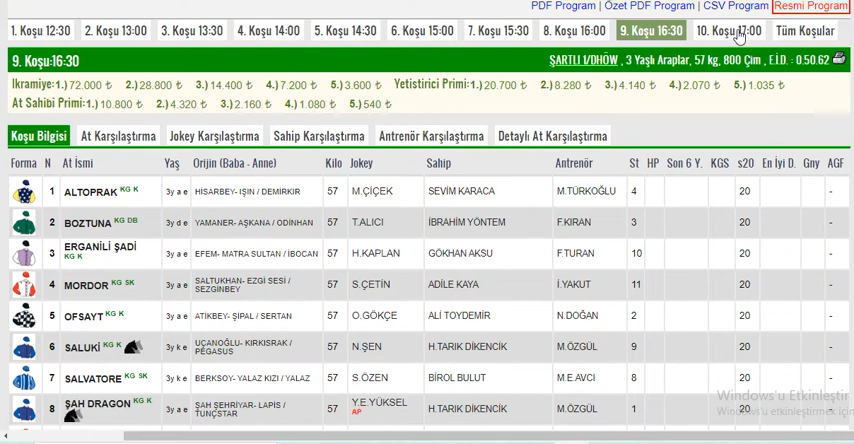 PDF Program | Özet PDF Program | CSV Program | Resmi Program
1. Koşu 12:30 2. Koşu 13:00 3. Koşu 13:30 4. Koşu 14:00 5. Koşu 14:30 6. Koşu 15:00 7. Koşu 15:30 8. Koşu 16:00 9. Koşu 16:30 10. Koşu 17:00 Tüm Koşular
9. Koşu:16:30 ŞARTLI 1/DHÖW , 3 Yaşlı Araplar, 57 kg, 800 Çim , E.İ.D. : 0.50.62
Ikramiye: 1.) 72.000 ₺ 2.) 28.800 ₺ 3.) 14.400 ₺ 4.) 7.200 ₺ 5.) 3.600 ₺ Yetistirici Primi: 1.) 20.700 ₺ 2.) 8.280 ₺ 3.) 4.140 ₺ 4.) 2.070 ₺ 5.) 1.035 ₺
At Sahibi Primi: 1.) 10.800 ₺ 2.) 4.320 ₺ 3.) 2.160 ₺ 4.) 1.080 ₺ 5.) 540 ₺
Koşu Bilgisi At Karşılaştırma Jokey Karşılaştırma Sahip Karşılaştırma Antrenör Karşılaştırma Detaylı At Karşılaştırma
Forma N At İsmi Yaş Orijin (Baba - Anne) Kilo Jokey Sahip Antrenör St HP Son 6 Y. KGS s20 En İyi D. Gny AGF
1 ALTOPRAK KG K 3y a e HİSARBEY- IŞIN / DEMİRKIR 57 M.ÇİÇEK SEVİM KARACA M.TÜRKOĞLU 4 20 -
2 BOZTUNA KG DB 3y d e YAMANER- AŞKANA / ODİNHAN 57 T.ALICI İBRAHİM YÖNTEM F.KIRAN 3 20 -
3 ERGANİLİ ŞADİ KG K 3y a e EFEM- MATRA SULTAN / İBOCAN 57 H.KAPLAN GÖKHAN AKSU F.TURAN 10 20 -
4 MORDOR KG SK 3y a e SALTUKHAN- EZGİ SESİ / SEZGİNBEY 57 S.ÇETİN ADİLE KAYA İ.YAKUT 11 20 -
5 OFSAYT KG K 3y a e ATİKBEY- ŞİPAL / SERTAN 57 O.GÖKÇE ALİ TOYDEMİR N.DOĞAN 2 20 -
6 SALUKİ KG K 3y k e UÇANOĞLU- KIRKISRAK / PEGASUS 57 N.ŞEN H.TARIK DİKENCİK M.ÖZGÜL 9 20 -
7 SALVATORE KG SK 3y k e BERKSOY- YALAZ KIZI / YALAZ 57 S.ÖZEN BİROL BULUT M.E.AVCI 8 20 -
8 ŞAH DRAGON KG K 3y a e ŞAH ŞEHRİYAR- LAPİS / TUNÇSTAR 57 Y.E.YÜKSEL AP H.TARIK DİKENCİK M.ÖZGÜL 1 20 -
Windows'u Etkinleştir
Windows'u etkinleştirmek için